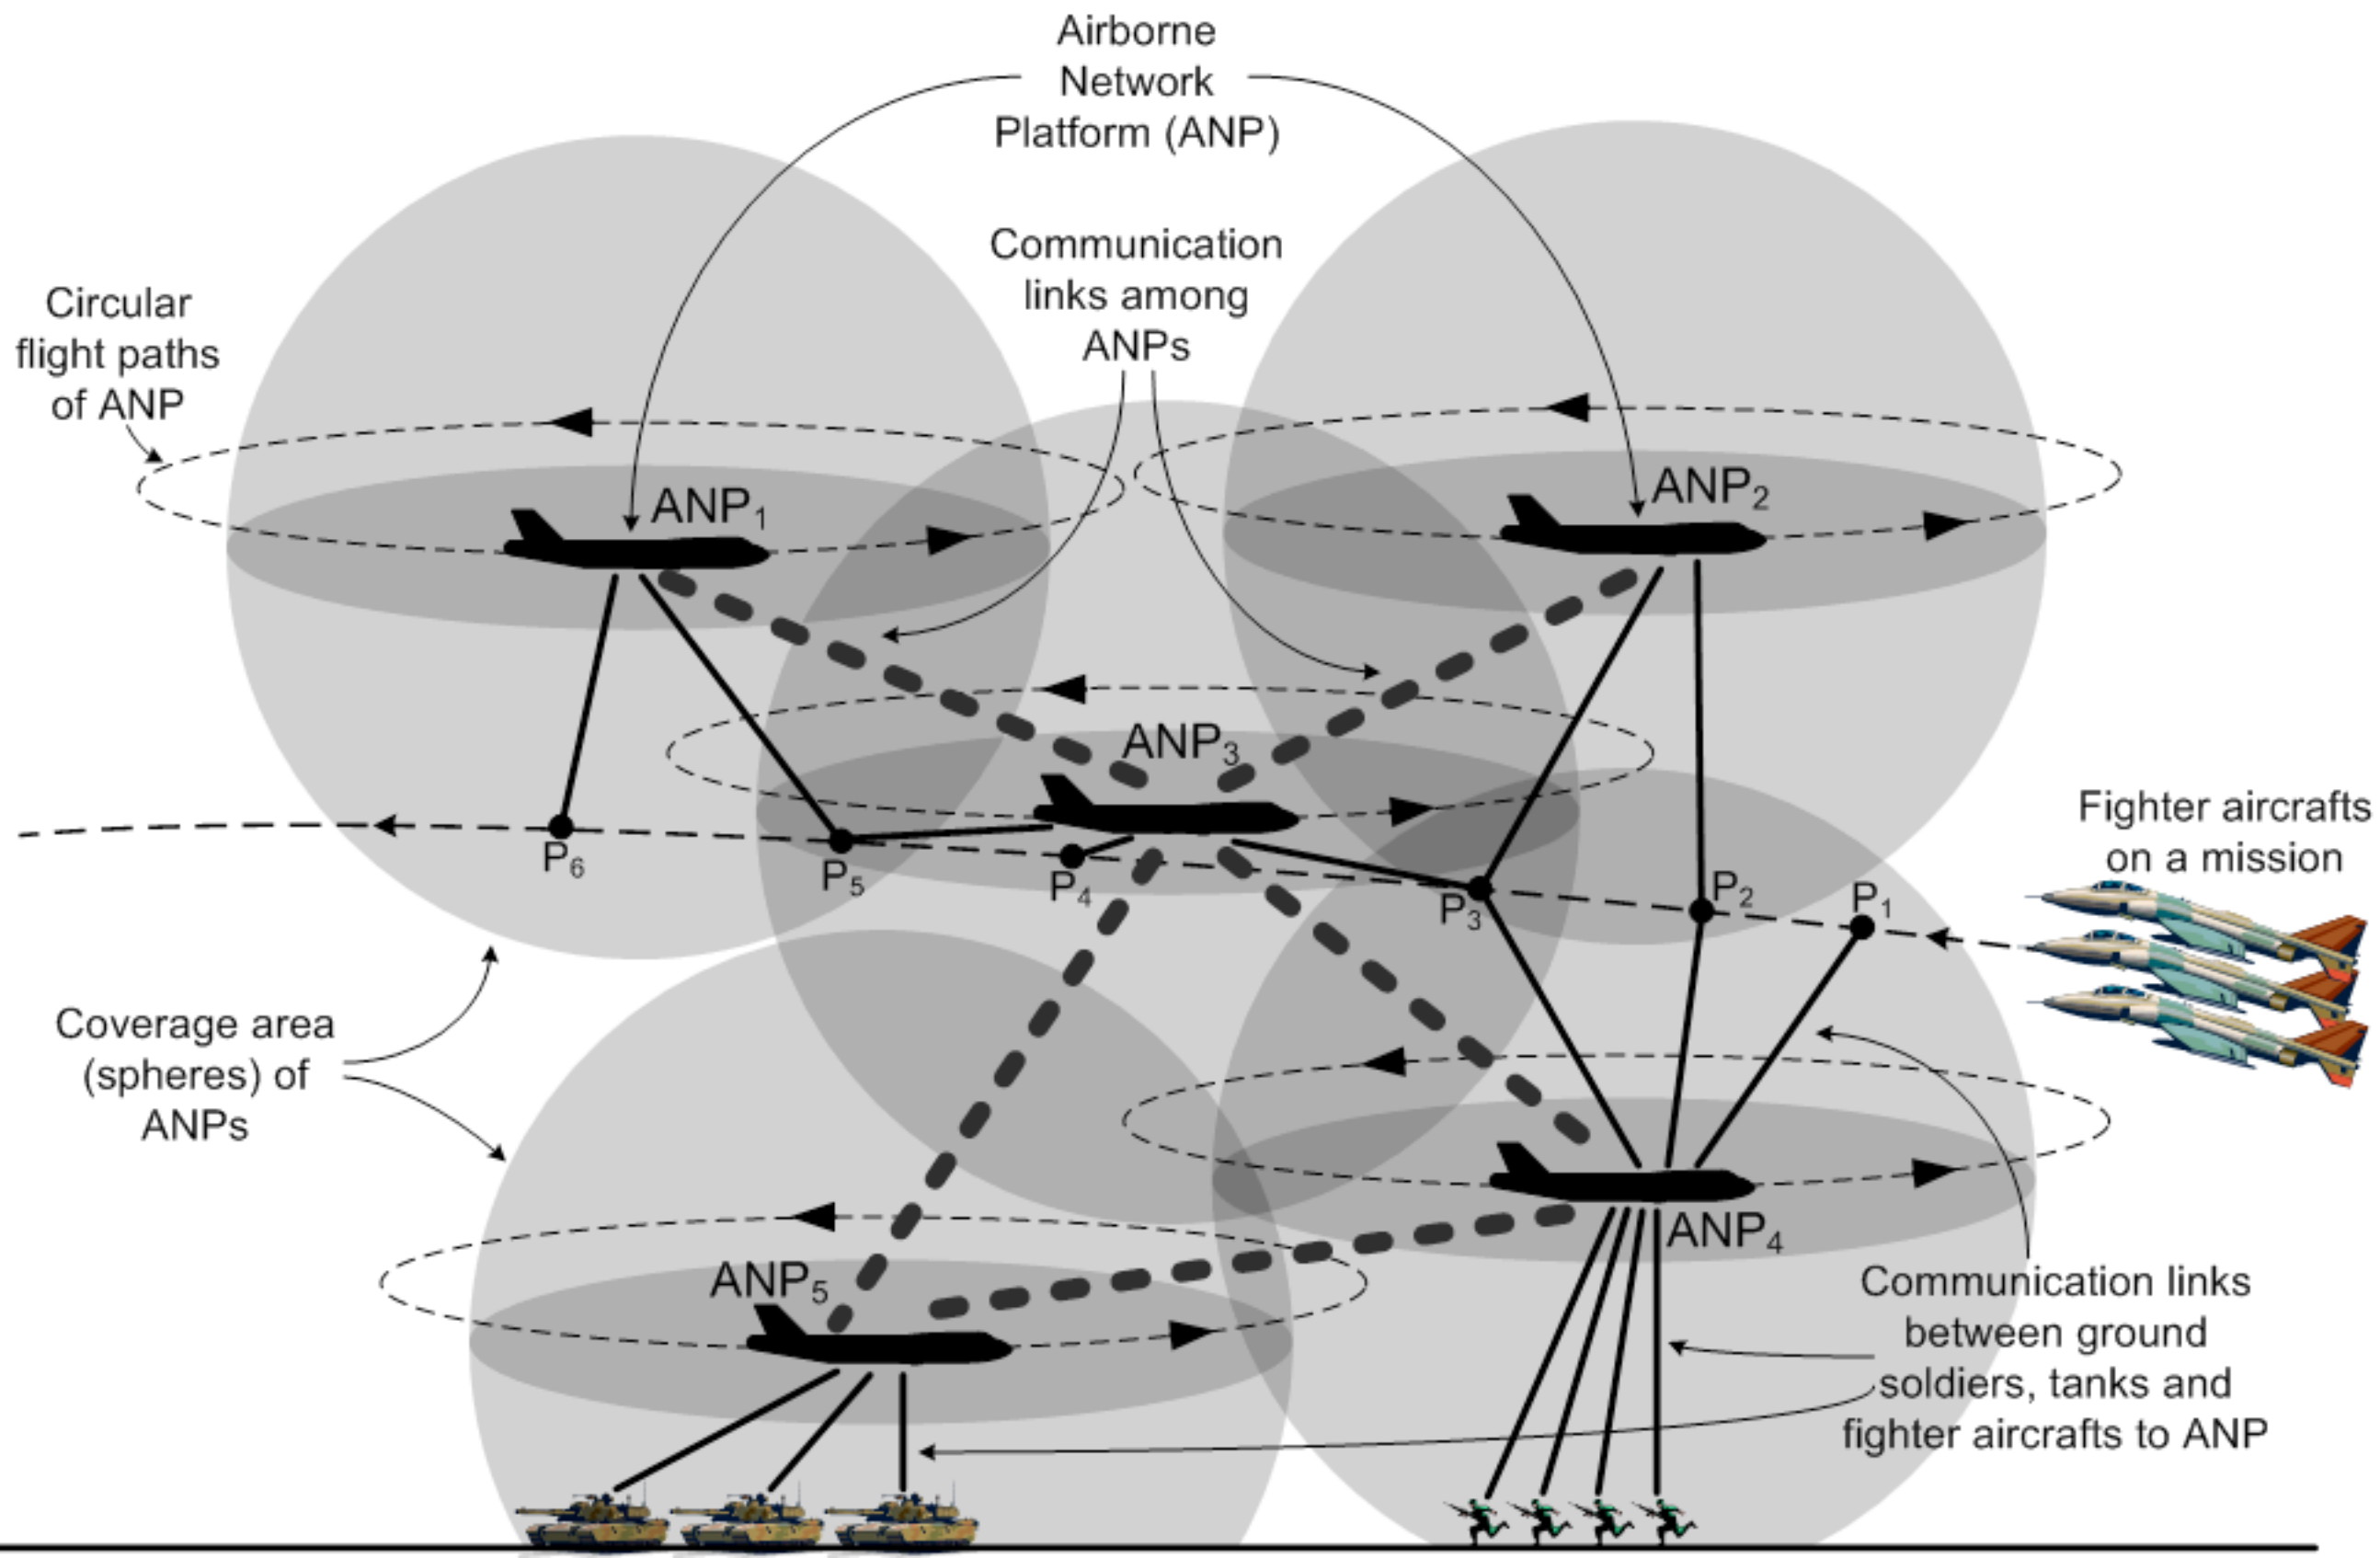 Airborne
Network
Platform (ANP)
Communication
links among
ANPs
Circular
flight paths
of ANP
ANP₁
ANP₂
ANP₃
Fighter aircrafts
on a mission
P₆
P₅
P₄
P₃
P₂
P₁
Coverage area
(spheres) of
ANPs
ANP₄
ANP₅
Communication links
between ground
soldiers, tanks and
fighter aircrafts to ANP